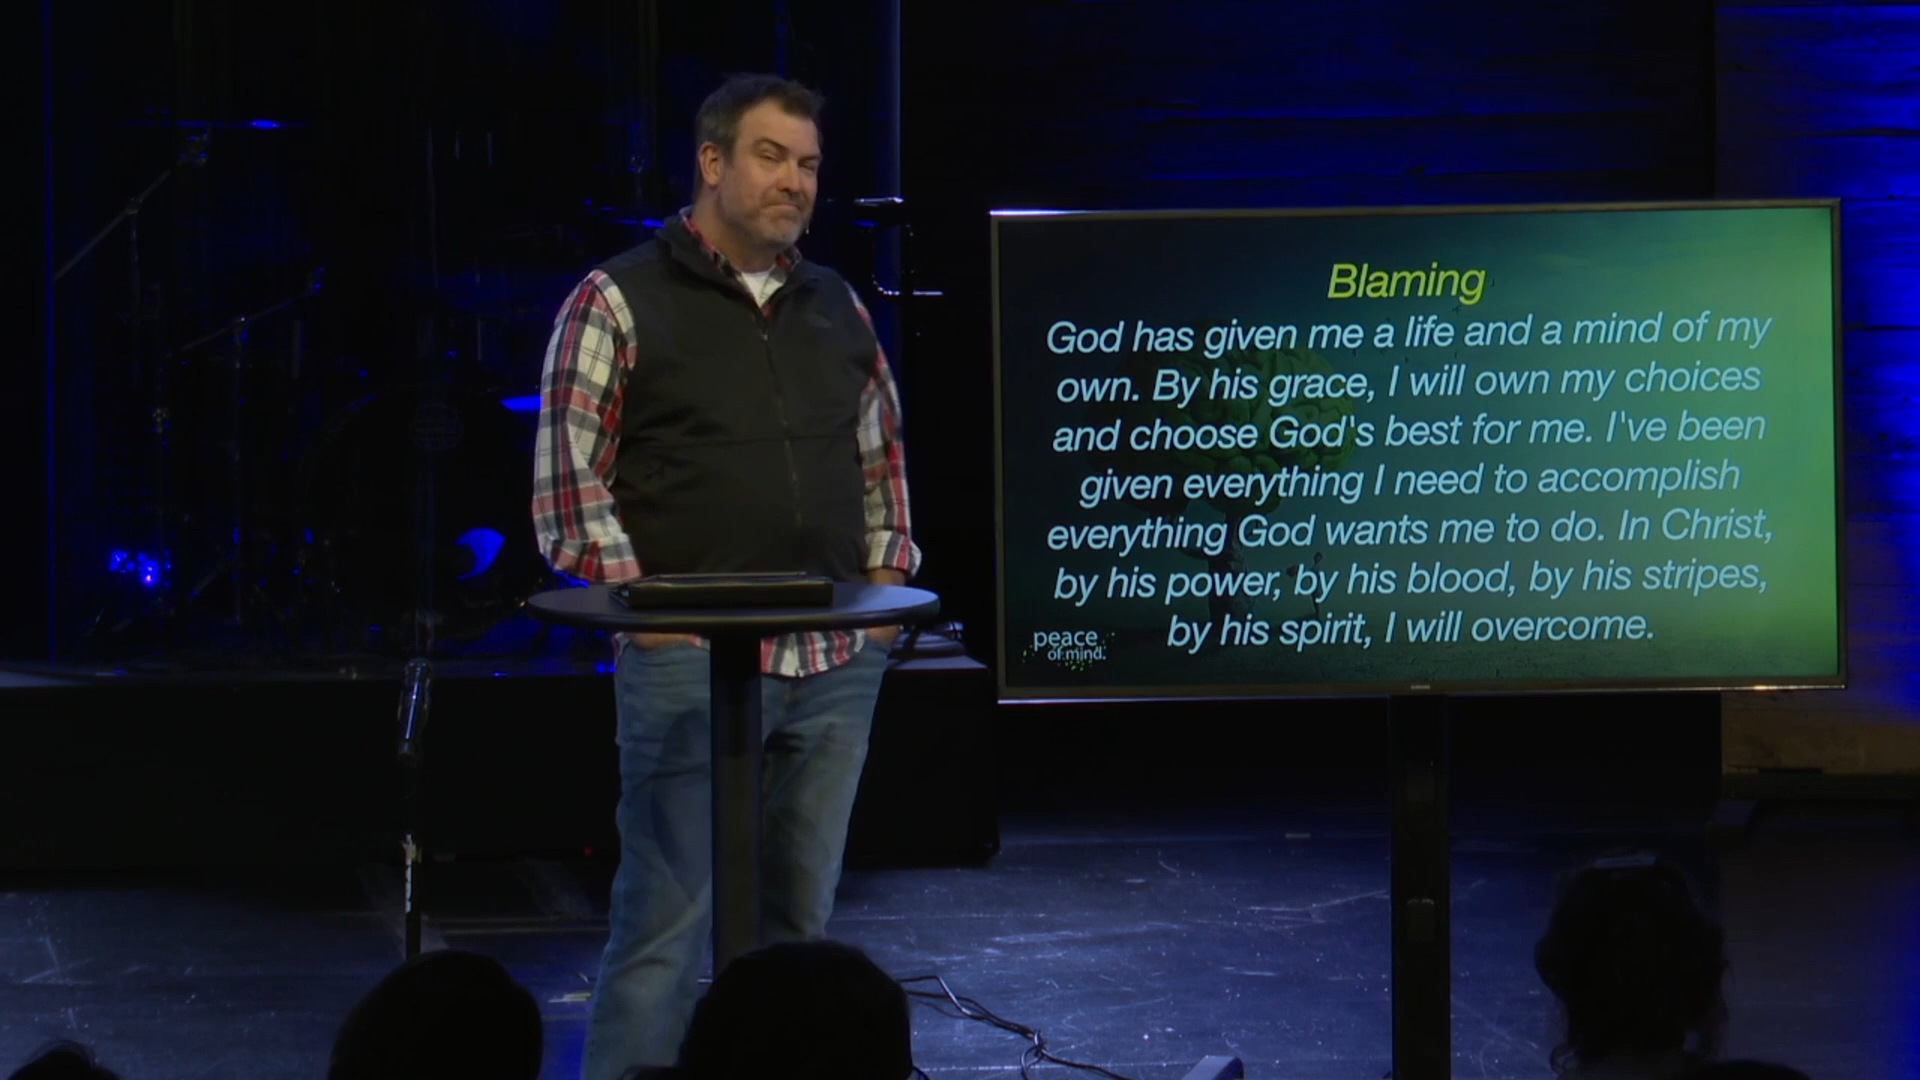 Blaming
God has given me a life and a mind of my
own. By his grace, I will own my choices
and choose God's best for me. I've been
given everything I need to accomplish
everything God wants me to do. In Christ,
by his power, by his blood, by his stripes,
by his spirit, I will overcome.
peace
of mind.